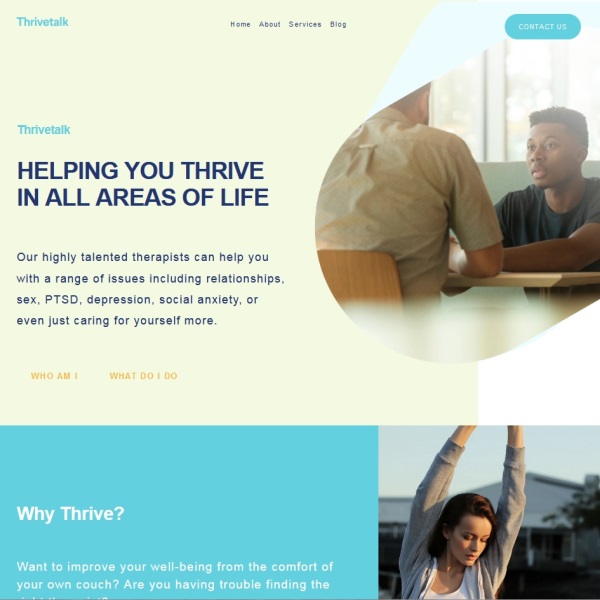 Thrivetalk
Home About Services Blog
CONTACT US
Thrivetalk
HELPING YOU THRIVE
IN ALL AREAS OF LIFE
Our highly talented therapists can help you
with a range of issues including relationships,
sex, PTSD, depression, social anxiety, or
even just caring for yourself more.
WHO AM I WHAT DO I DO
Why Thrive?
Want to improve your well-being from the comfort of
your own couch? Are you having trouble finding the
right therapist?